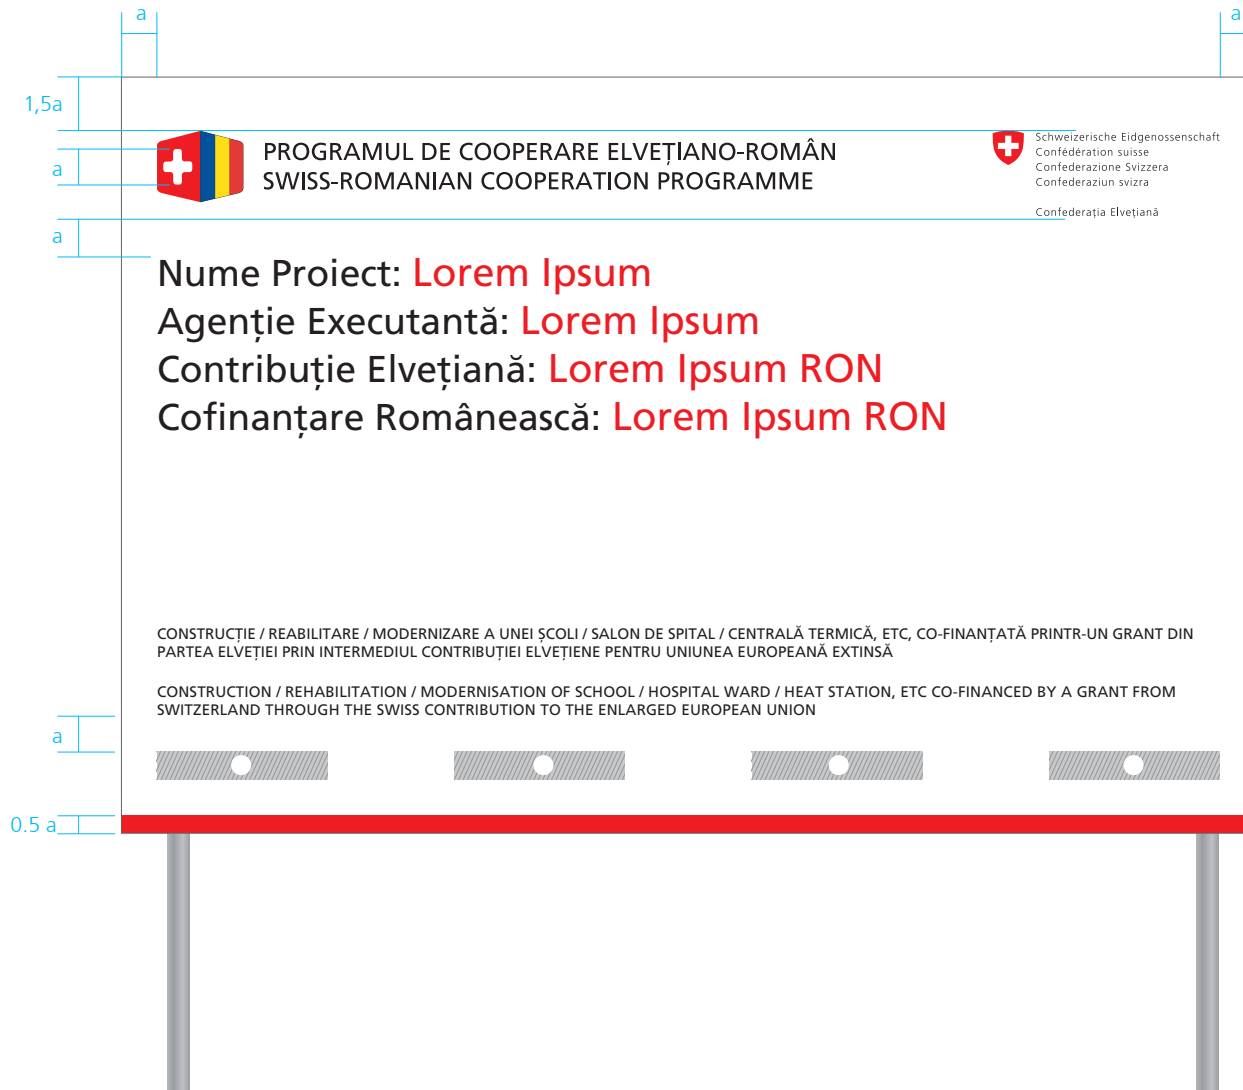 a
a
1,5a
PROGRAMUL DE COOPERARE ELVEȚIANO-ROMÂN
SWISS-ROMANIAN COOPERATION PROGRAMME
Schweizerische Eidgenossenschaft
Confédération suisse
Confederazione Svizzera
Confederaziun svizra
Confederația Elvețiană
a
a
Nume Proiect: Lorem Ipsum
Agenție Executantă: Lorem Ipsum
Contribuție Elvețiană: Lorem Ipsum RON
Cofinanțare Românească: Lorem Ipsum RON
CONSTRUCȚIE / REABILITARE / MODERNIZARE A UNEI ȘCOLI / SALON DE SPITAL / CENTRALĂ TERMICĂ, ETC, CO-FINANȚATĂ PRINTR-UN GRANT DIN
PARTEA ELVEȚIEI PRIN INTERMEDIUL CONTRIBUȚIEI ELVEȚIENE PENTRU UNIUNEA EUROPEANĂ EXTINSĂ
CONSTRUCTION / REHABILITATION / MODERNISATION OF SCHOOL / HOSPITAL WARD / HEAT STATION, ETC CO-FINANCED BY A GRANT FROM
SWITZERLAND THROUGH THE SWISS CONTRIBUTION TO THE ENLARGED EUROPEAN UNION
a
0.5 a